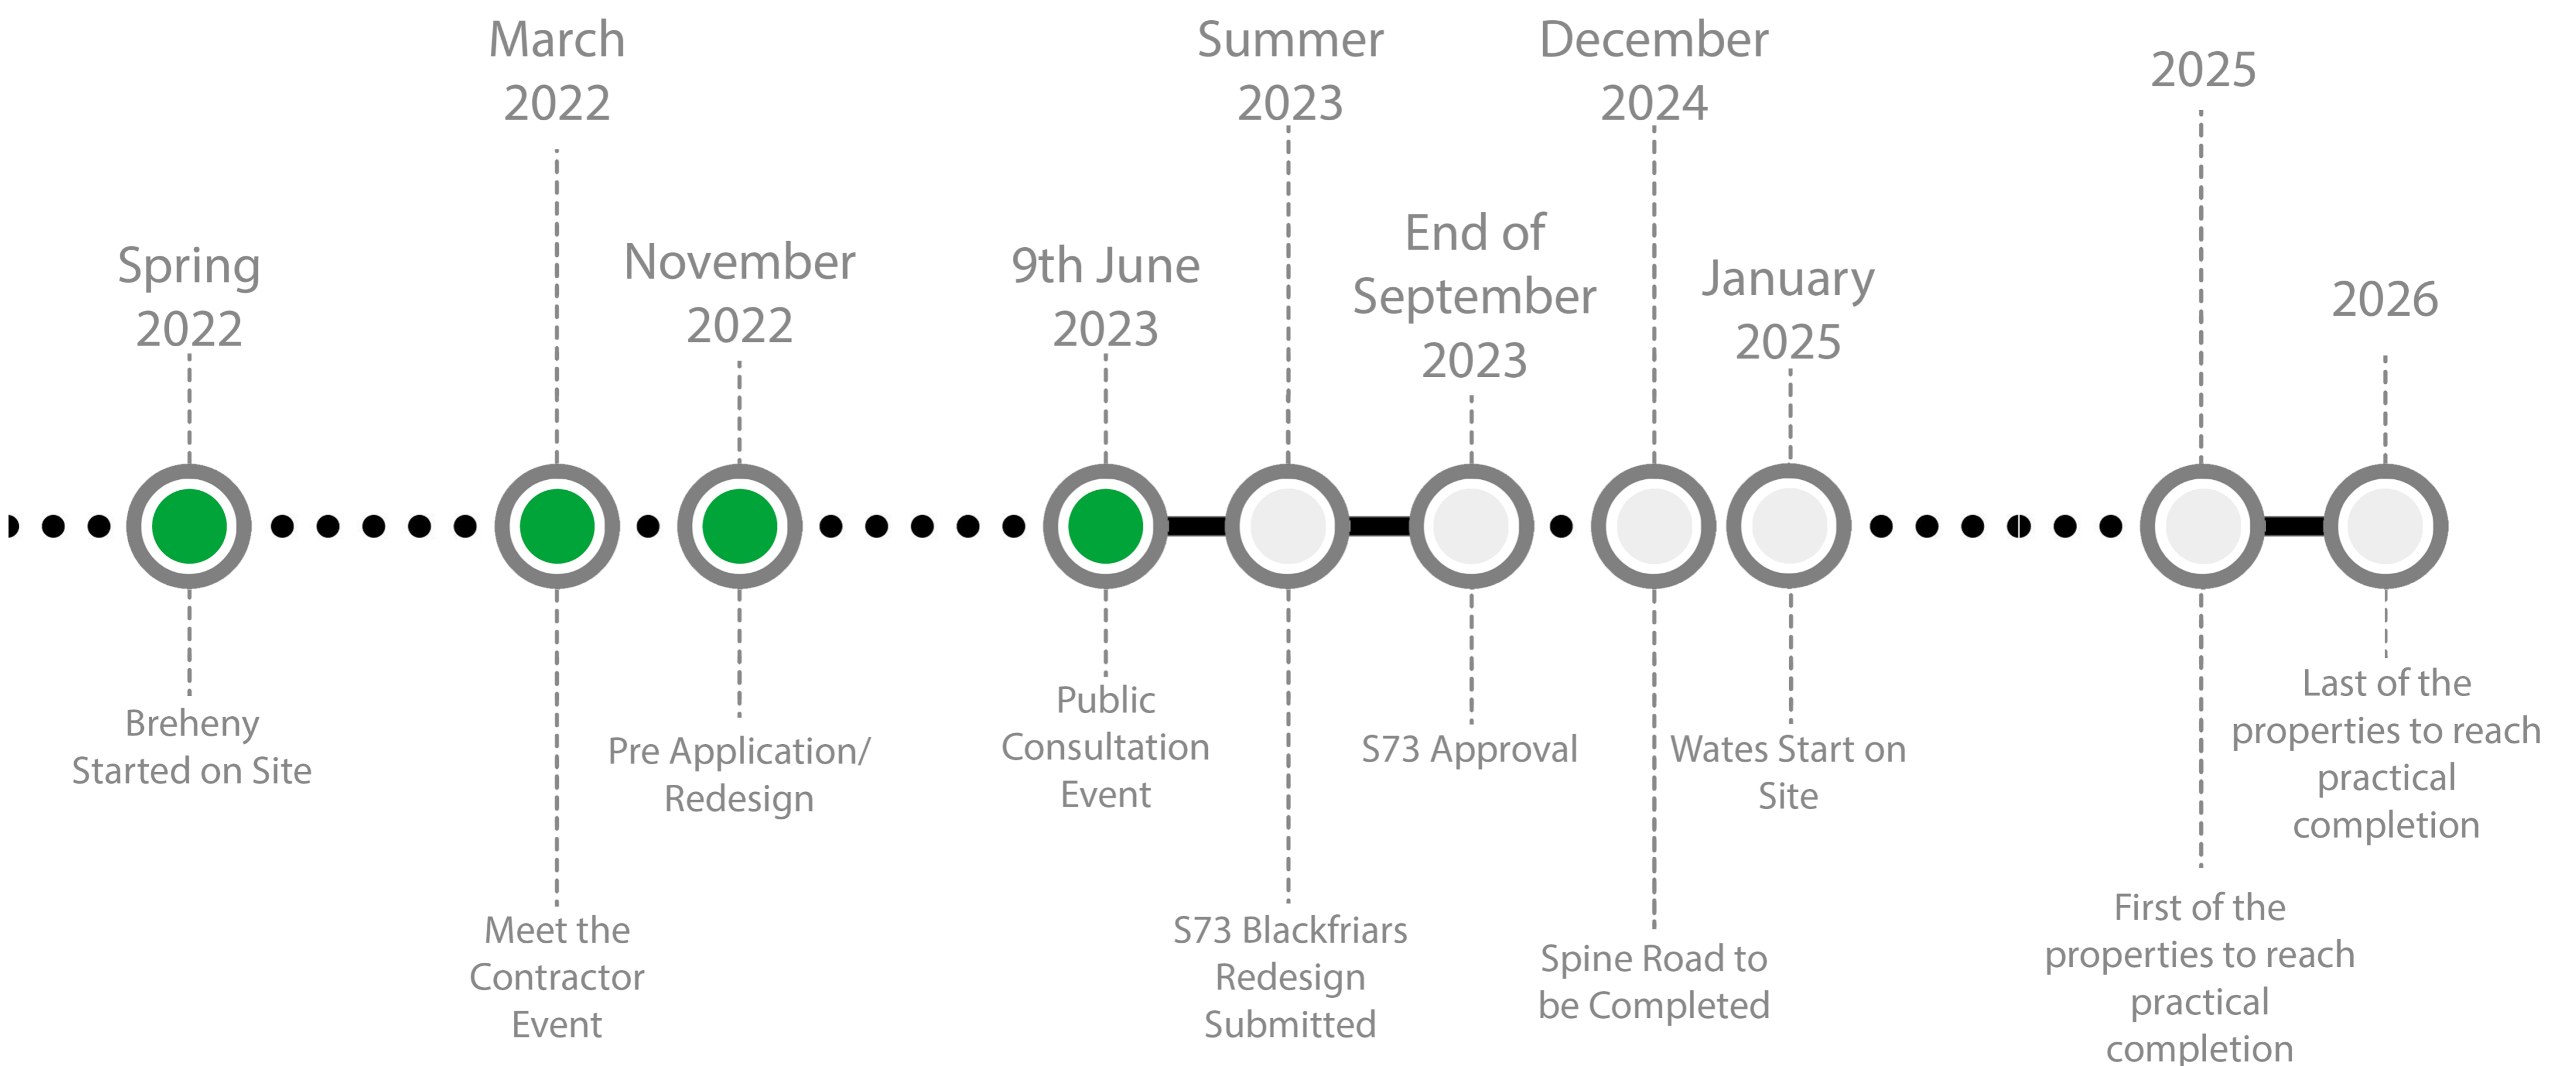 Spring
2022
Breheny
Started on Site
March
2022
Meet the
Contractor
Event
November
2022
Pre Application/
Redesign
9th June
2023
Public
Consultation
Event
Summer
2023
S73 Blackfriars
Redesign
Submitted
End of
September
2023
S73 Approval
December
2024
Spine Road to
be Completed
January
2025
Wates Start on
Site
2025
First of the
properties to reach
practical
completion
2026
Last of the
properties to reach
practical
completion